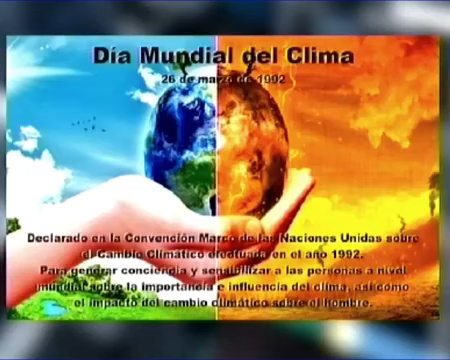 Día Mundial del Clima
26 de marzo de 1992
Declarado en la Convención Marco de las Naciones Unidas sobre
el Cambio Climático efectuada en el año 1992.
Para generar conciencia y sensibilizar a las personas a nivel
mundial sobre la importancia e influencia del clima, así como
el impacto del cambio climático sobre el hombre.